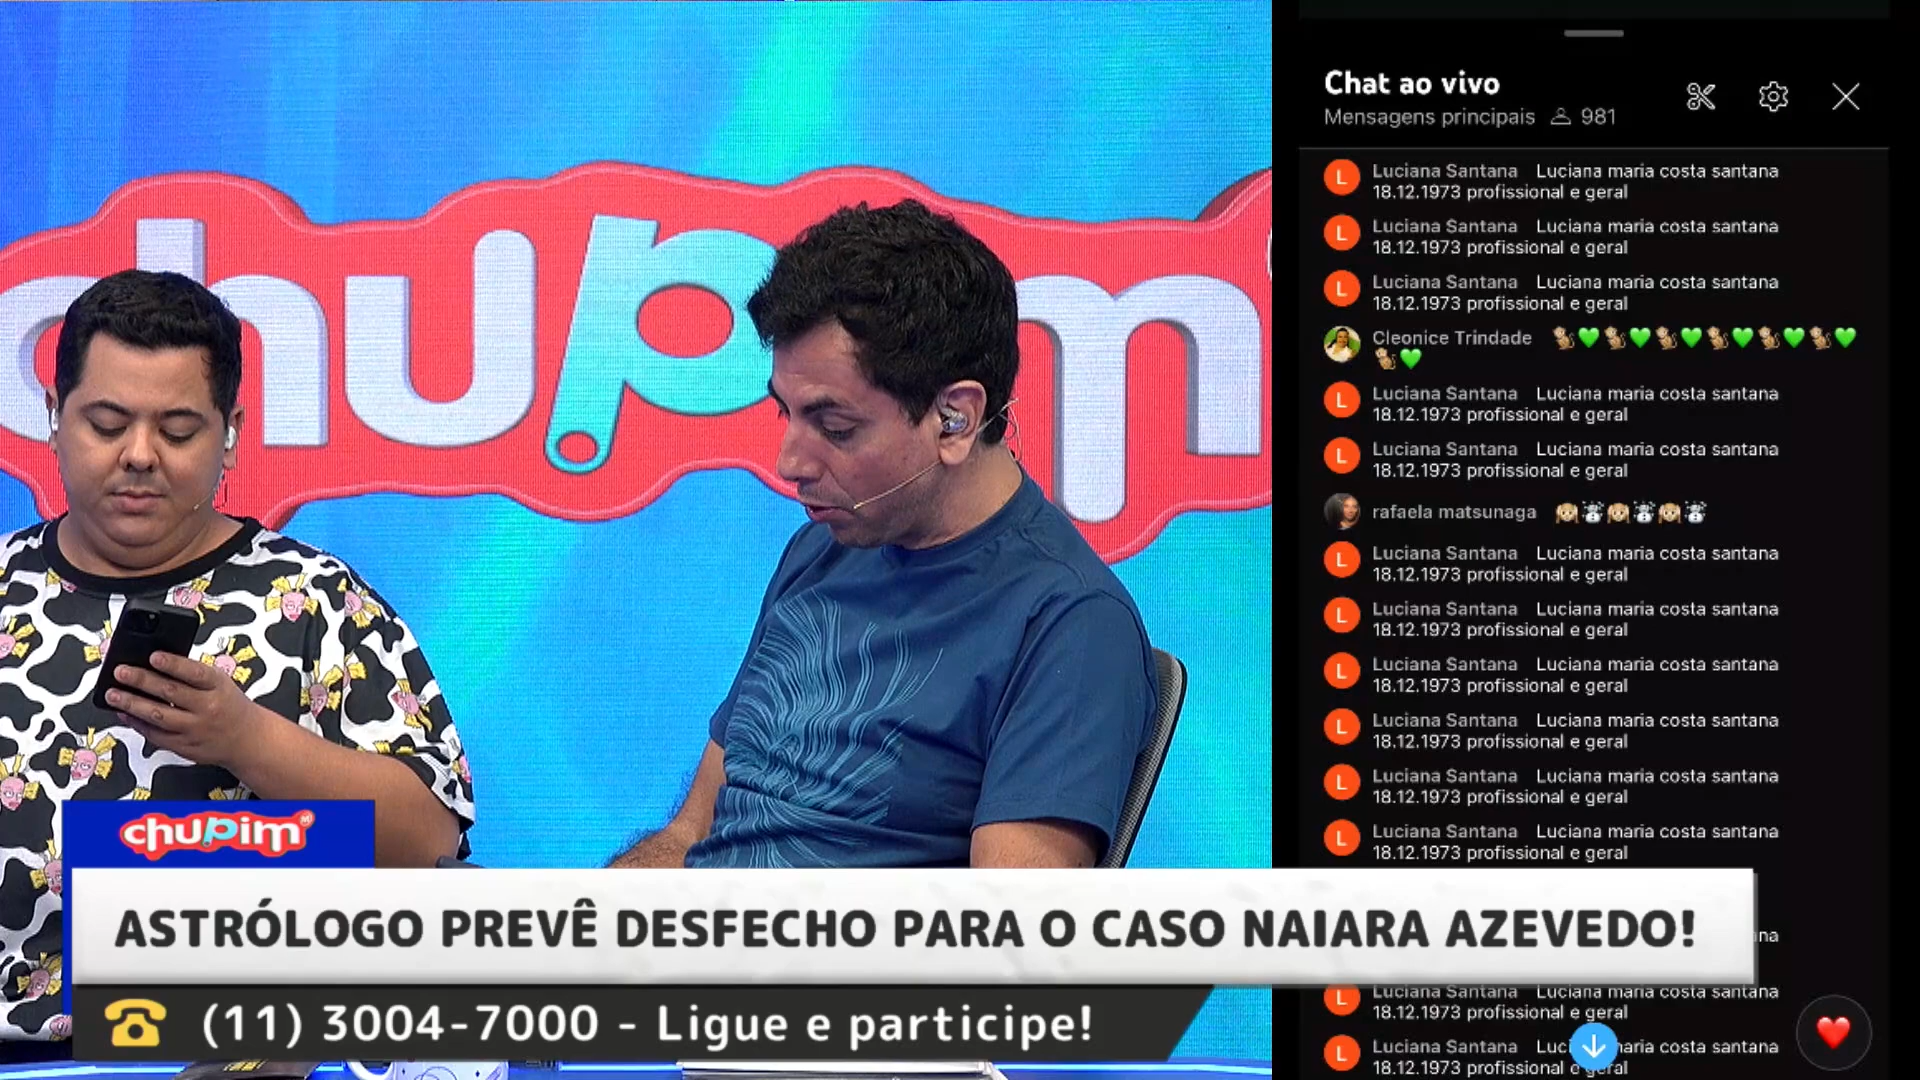 chupim
chupim
ASTRÓLOGO PREVÊ DESFECHO PARA O CASO NAIARA AZEVEDO!
(11) 3004-7000 - Ligue e participe!
Chat ao vivo
Mensagens principais 981
L Luciana Santana Luciana maria costa santana
18.12.1973 profissional e geral
L Luciana Santana Luciana maria costa santana
18.12.1973 profissional e geral
L Luciana Santana Luciana maria costa santana
18.12.1973 profissional e geral
Cleonice Trindade 🐒💚🐒💚🐒💚🐒💚🐒💚🐒💚
🐒💚
L Luciana Santana Luciana maria costa santana
18.12.1973 profissional e geral
L Luciana Santana Luciana maria costa santana
18.12.1973 profissional e geral
rafaela matsunaga 🙉☃️🙉☃️🙉☃️
L Luciana Santana Luciana maria costa santana
18.12.1973 profissional e geral
L Luciana Santana Luciana maria costa santana
18.12.1973 profissional e geral
L Luciana Santana Luciana maria costa santana
18.12.1973 profissional e geral
L Luciana Santana Luciana maria costa santana
18.12.1973 profissional e geral
L Luciana Santana Luciana maria costa santana
18.12.1973 profissional e geral
L Luciana Santana Luciana maria costa santana
18.12.1973 profissional e geral
na
L Luciana Santana Luciana maria costa santana
18.12.1973 profissional e geral
L Luciana Santana Luci aria costa santana
18.12.1973 profissional e g ral